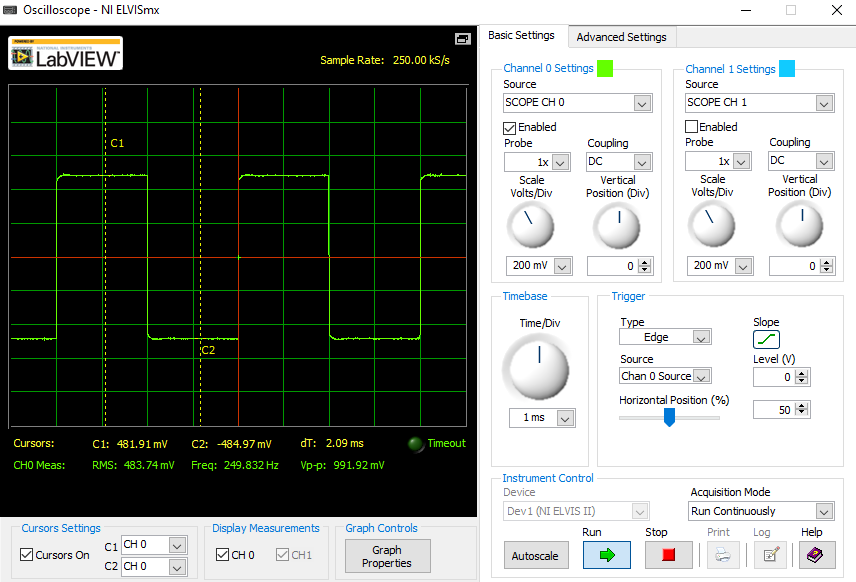 Oscilloscope - NI ELVISmx
POWERED BY
NATIONAL INSTRUMENTS
LabVIEW™
Sample Rate: 250.00 kS/s
C1
C2
Cursors: C1: 481.91 mV C2: -484.97 mV dT: 2.09 ms Timeout
CH0 Meas: RMS: 483.74 mV Freq: 249.832 Hz Vp-p: 991.92 mV
Cursors Settings
Cursors On
C1 CH 0
C2 CH 0
Display Measurements
CH 0 CH1
Graph Controls
Graph
Properties
Basic Settings Advanced Settings
Channel 0 Settings
Source
SCOPE CH 0
Enabled
Probe Coupling
1x DC
Scale Vertical
Volts/Div Position (Div)
200 mV 0
Channel 1 Settings
Source
SCOPE CH 1
Enabled
Probe Coupling
1x DC
Scale Vertical
Volts/Div Position (Div)
200 mV 0
Timebase
Time/Div
1 ms
Trigger
Type Slope
Edge
Source Level (V)
Chan 0 Source 0
Horizontal Position (%)
50
Instrument Control
Device Acquisition Mode
Dev1 (NI ELVIS II) Run Continuously
Run Stop Print Log Help
Autoscale